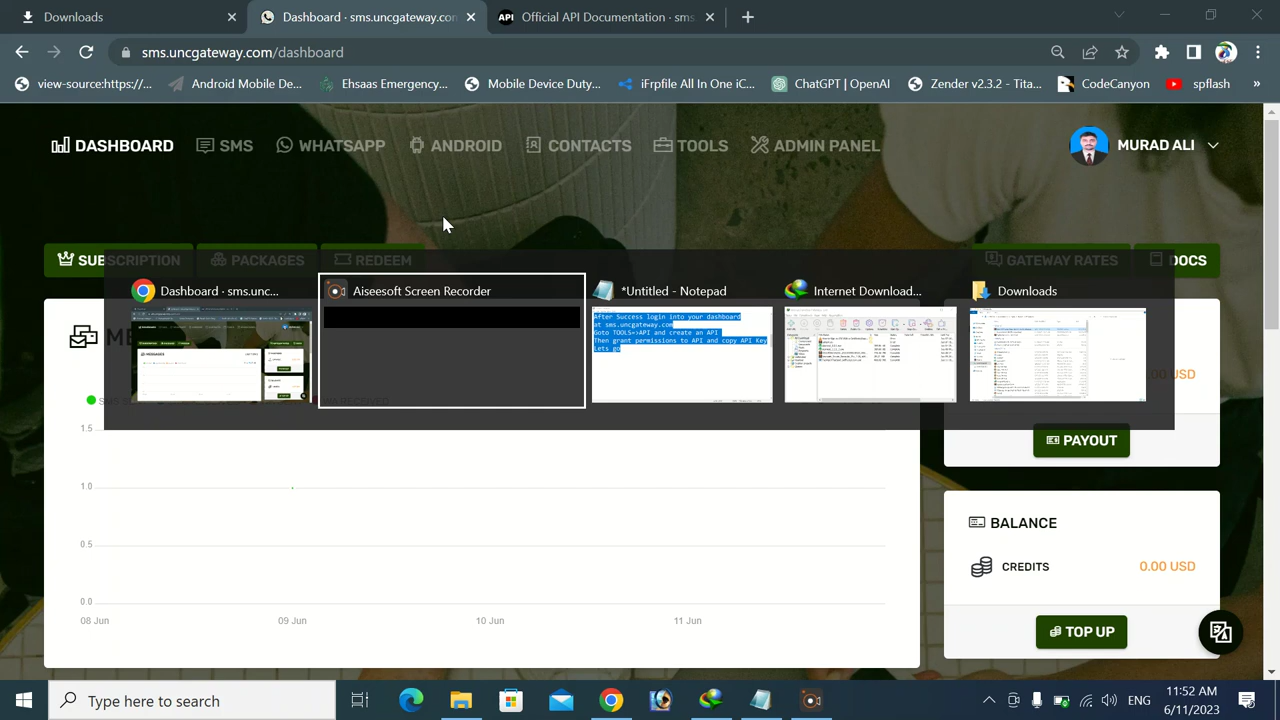 Downloads
Dashboard · sms.uncgateway.con
Official API Documentation · sms
sms.uncgateway.com/dashboard
view-source:https://...
Android Mobile De...
Ehsaas Emergency...
Mobile Device Duty...
iFrpfile All In One iC...
ChatGPT | OpenAI
Zender v2.3.2 - Tita...
CodeCanyon
spflash
»
DASHBOARD
SMS
WHATSAPP
ANDROID
CONTACTS
TOOLS
ADMIN PANEL
MURAD ALI
SUBSCRIPTION
PACKAGES
REDEEM
GATEWAY RATES
DOCS
Dashboard · sms.unc...
Aiseesoft Screen Recorder
*Untitled - Notepad
Internet Download...
Downloads
After Success login into your dashboard
at sms.uncgateway.com
Goto TOOLS=>API and create an API
Then grant permissions to API and copy API Key
Lets go
USD
1.5
1.0
0.5
0.0
08 Jun
09 Jun
10 Jun
11 Jun
PAYOUT
BALANCE
CREDITS
0.00 USD
TOP UP
Type here to search
ENG
11:52 AM
6/11/2023